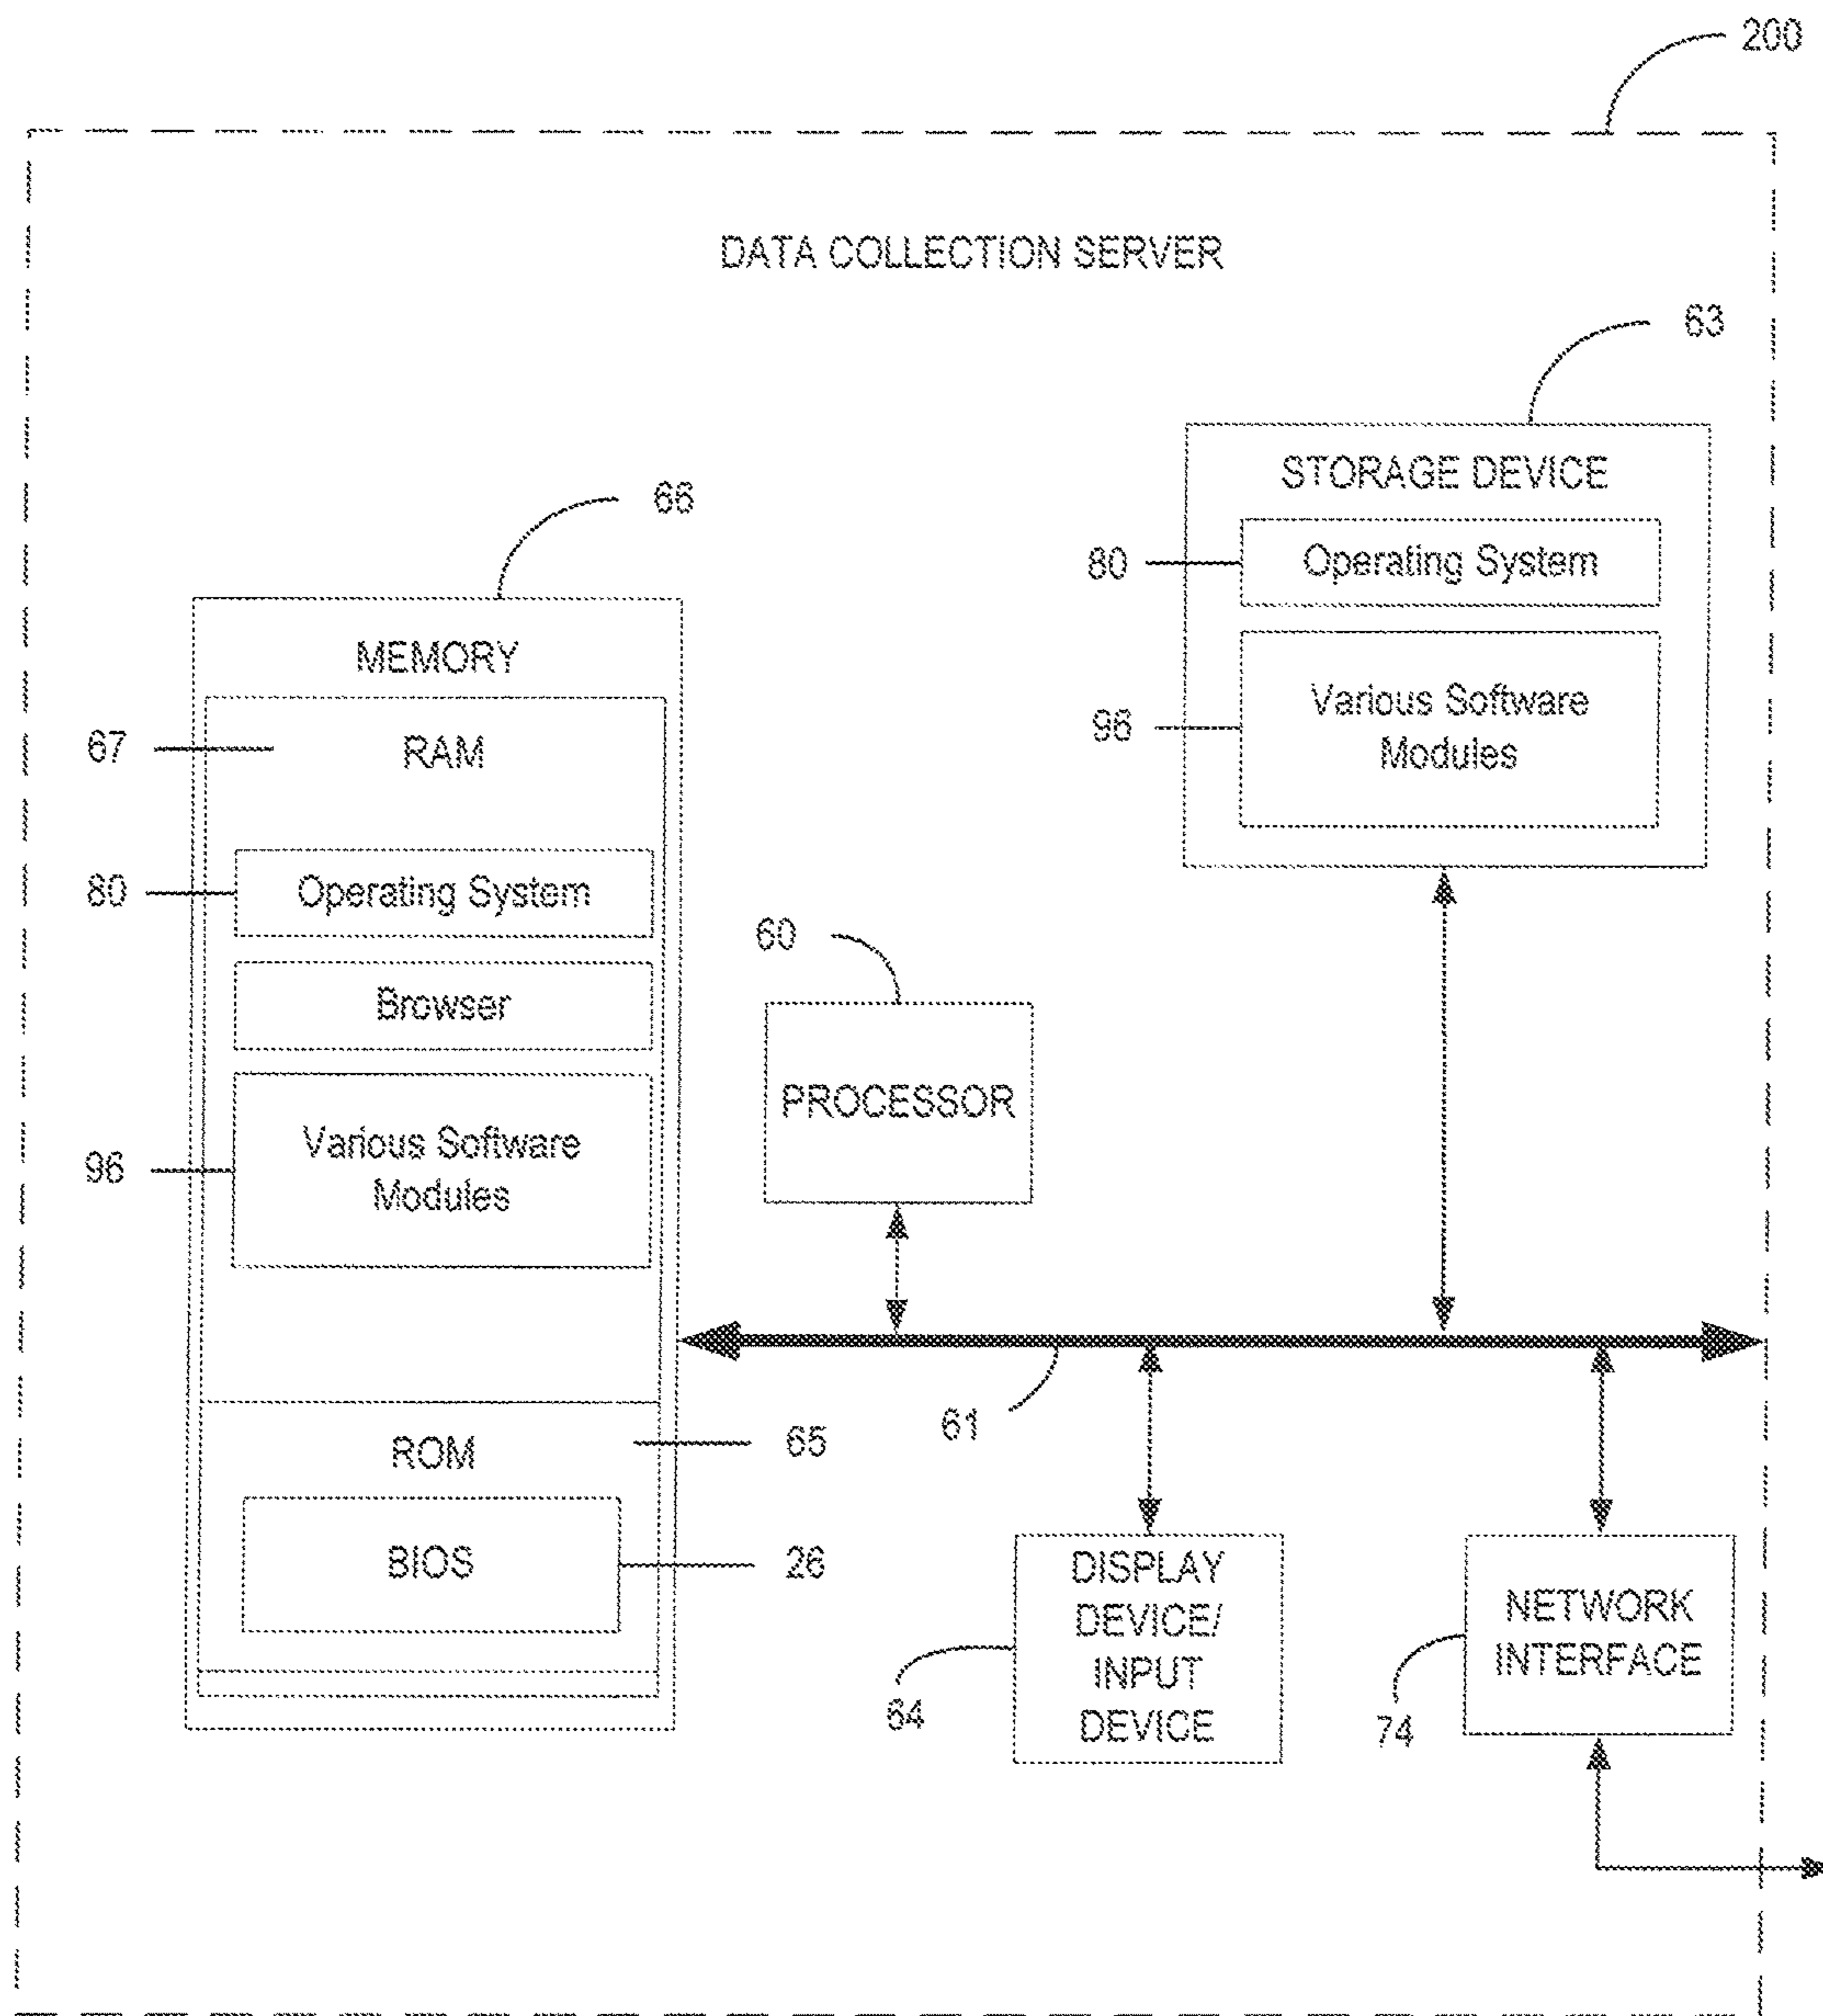 200
DATA COLLECTION SERVER
63
STORAGE DEVICE
80
Operating System
96
Various Software
Modules
66
MEMORY
67
RAM
80
Operating System
Browser
96
Various Software
Modules
60
PROCESSOR
61
ROM
65
BIOS
26
DISPLAY
DEVICE/
INPUT
DEVICE
64
NETWORK
INTERFACE
74